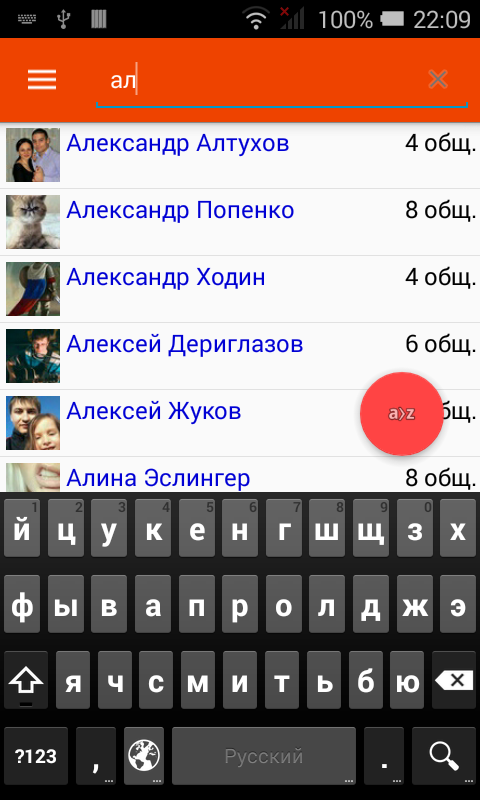 100% 22:09
ал
Александр Алтухов 4 общ.
Александр Попенко 8 общ.
Александр Ходин 4 общ.
Алексей Дериглазов 6 общ.
Алексей Жуков бщ.
a>z
Алина Эслингер 8 общ.
1 2 3 4 5 6 7 8 9 0
й ц у к е н г ш щ з х
ф ы в а п р о л д ж э
я ч с м и т ь б ю
?123 , Русский .